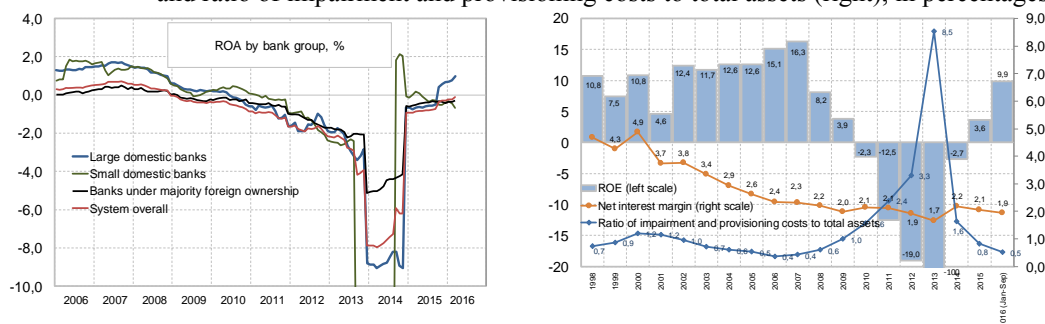 and ratio of impairment and provisioning costs to total assets (right), in percentages
ROA by bank group, %
4,0
2,0
0,0
-2,0
-4,0
-6,0
-8,0
-10,0
Large domestic banks
Small domestic banks
Banks under majority foreign ownership
System overall
2006 2007 2008 2009 2010 2011 2012 2013 2014 2015 2016
20
15
10
5
0
-5
-10
-15
-20
9,0
8,0
7,0
6,0
5,0
4,0
3,0
2,0
1,0
0,0
10,8 7,5 10,8 4,6 12,4 11,7 12,6 12,6 15,1 16,3 8,2 3,9 -2,3 -12,5 -19,0 -100 -2,7 3,6 9,9
4,3 4,9 3,7 3,8 3,4 2,9 2,6 2,4 2,3 2,2 2,0 2,1 2,1 1,9 1,7 2,2 2,1 1,9
0,7 0,9 1,2 1,2 1,0 0,7 0,6 0,5 0,4 0,4 0,6 1,0 2,4 3,3 8,5 1,6 0,8 0,5
ROE (left scale)
Net interest margin (right scale)
Ratio of impairment and provisioning costs to total assets
1998 1999 2000 2001 2002 2003 2004 2005 2006 2007 2008 2009 2010 2011 2012 2013 2014 2015 016 (Jan-Sep)